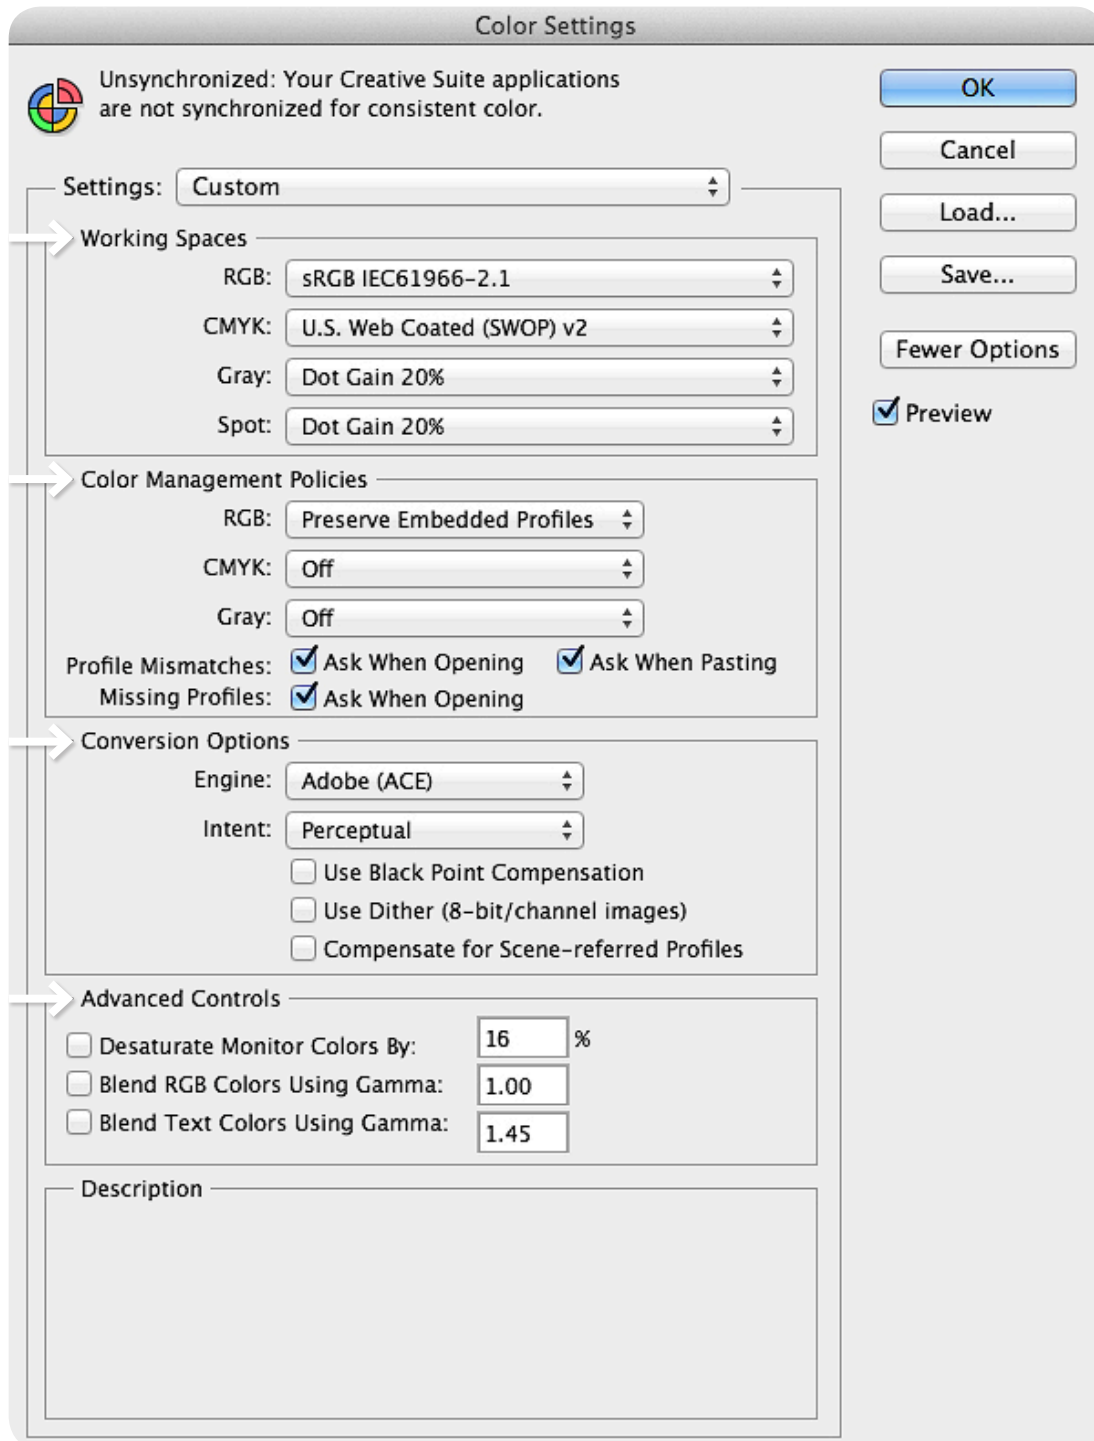 Color Settings
Unsynchronized: Your Creative Suite applications
are not synchronized for consistent color.
OK
Cancel
Load...
Save...
Fewer Options
Preview
Settings: Custom
Working Spaces
RGB: sRGB IEC61966-2.1
CMYK: U.S. Web Coated (SWOP) v2
Gray: Dot Gain 20%
Spot: Dot Gain 20%
Color Management Policies
RGB: Preserve Embedded Profiles
CMYK: Off
Gray: Off
Profile Mismatches: Ask When Opening Ask When Pasting
Missing Profiles: Ask When Opening
Conversion Options
Engine: Adobe (ACE)
Intent: Perceptual
Use Black Point Compensation
Use Dither (8-bit/channel images)
Compensate for Scene-referred Profiles
Advanced Controls
Desaturate Monitor Colors By: 16 %
Blend RGB Colors Using Gamma: 1.00
Blend Text Colors Using Gamma: 1.45
Description